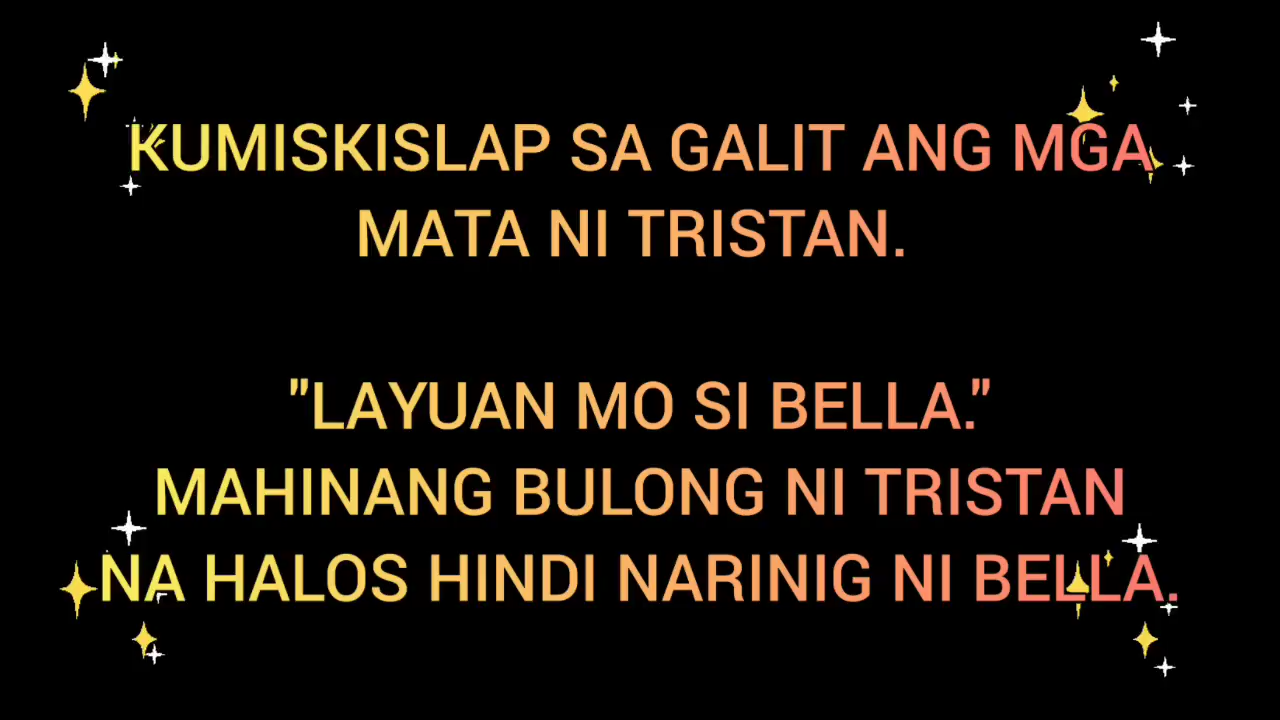 KUMISKISLAP SA GALIT ANG MGA
MATA NI TRISTAN.
"LAYUAN MO SI BELLA."
MAHINANG BULONG NI TRISTAN
NA HALOS HINDI NARINIG NI BELLA.